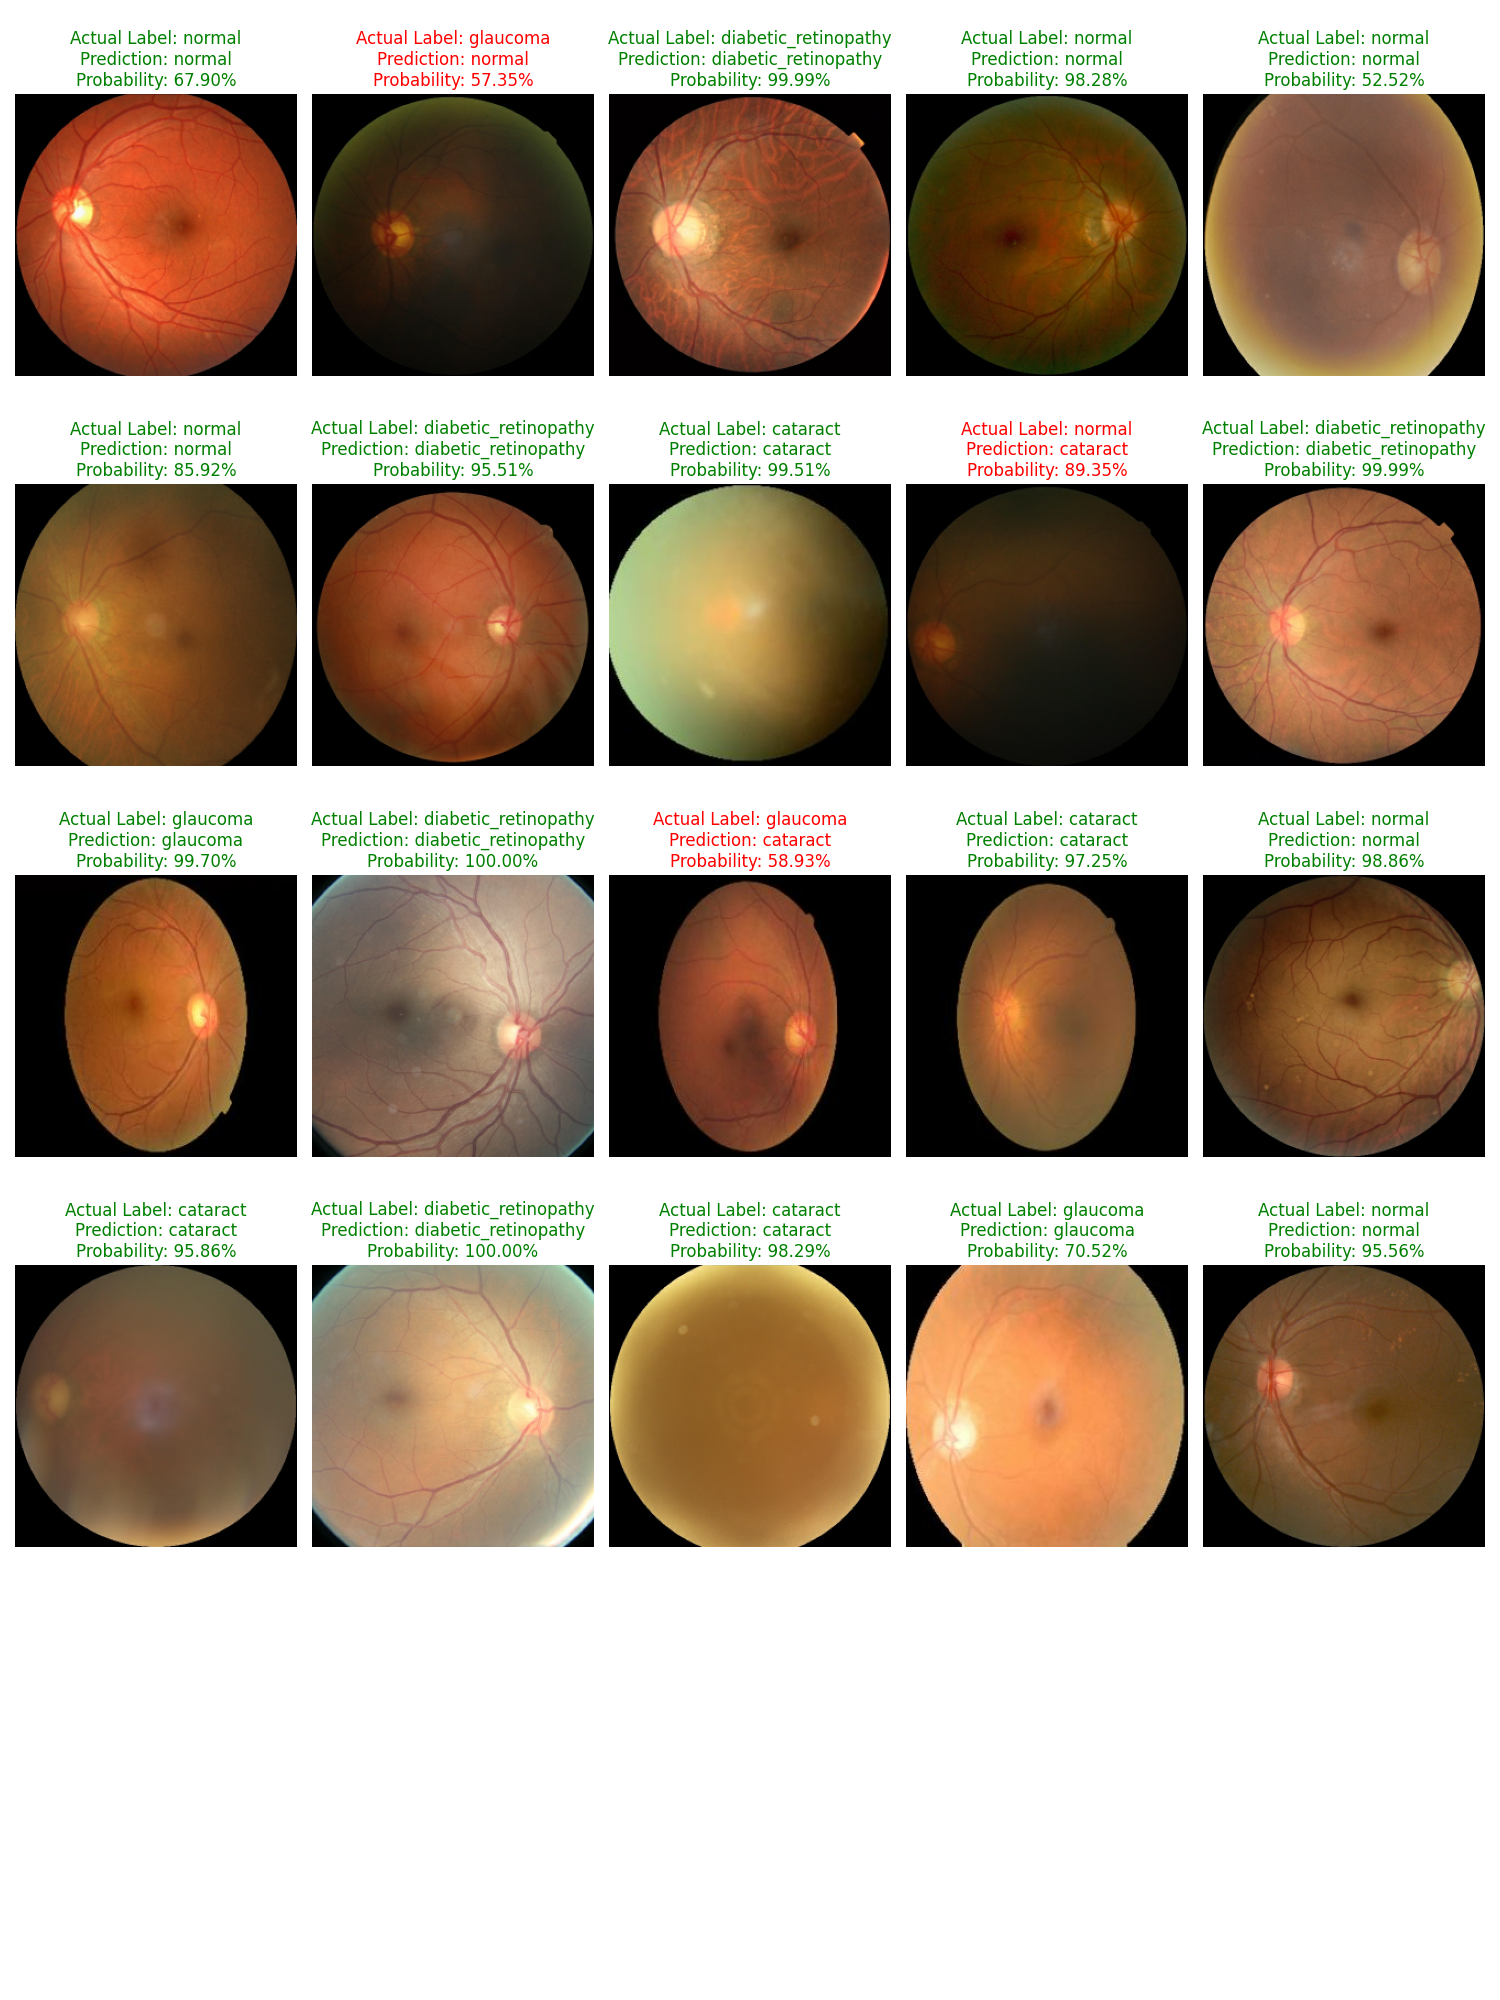 Actual Label: normal
Prediction: normal
Probability: 67.90%
Actual Label: glaucoma
Prediction: normal
Probability: 57.35%
Actual Label: diabetic_retinopathy
Prediction: diabetic_retinopathy
Probability: 99.99%
Actual Label: normal
Prediction: normal
Probability: 98.28%
Actual Label: normal
Prediction: normal
Probability: 52.52%
Actual Label: normal
Prediction: normal
Probability: 85.92%
Actual Label: diabetic_retinopathy
Prediction: diabetic_retinopathy
Probability: 95.51%
Actual Label: cataract
Prediction: cataract
Probability: 99.51%
Actual Label: normal
Prediction: cataract
Probability: 89.35%
Actual Label: diabetic_retinopathy
Prediction: diabetic_retinopathy
Probability: 99.99%
Actual Label: glaucoma
Prediction: glaucoma
Probability: 99.70%
Actual Label: diabetic_retinopathy
Prediction: diabetic_retinopathy
Probability: 100.00%
Actual Label: glaucoma
Prediction: cataract
Probability: 58.93%
Actual Label: cataract
Prediction: cataract
Probability: 97.25%
Actual Label: normal
Prediction: normal
Probability: 98.86%
Actual Label: cataract
Prediction: cataract
Probability: 95.86%
Actual Label: diabetic_retinopathy
Prediction: diabetic_retinopathy
Probability: 100.00%
Actual Label: cataract
Prediction: cataract
Probability: 98.29%
Actual Label: glaucoma
Prediction: glaucoma
Probability: 70.52%
Actual Label: normal
Prediction: normal
Probability: 95.56%